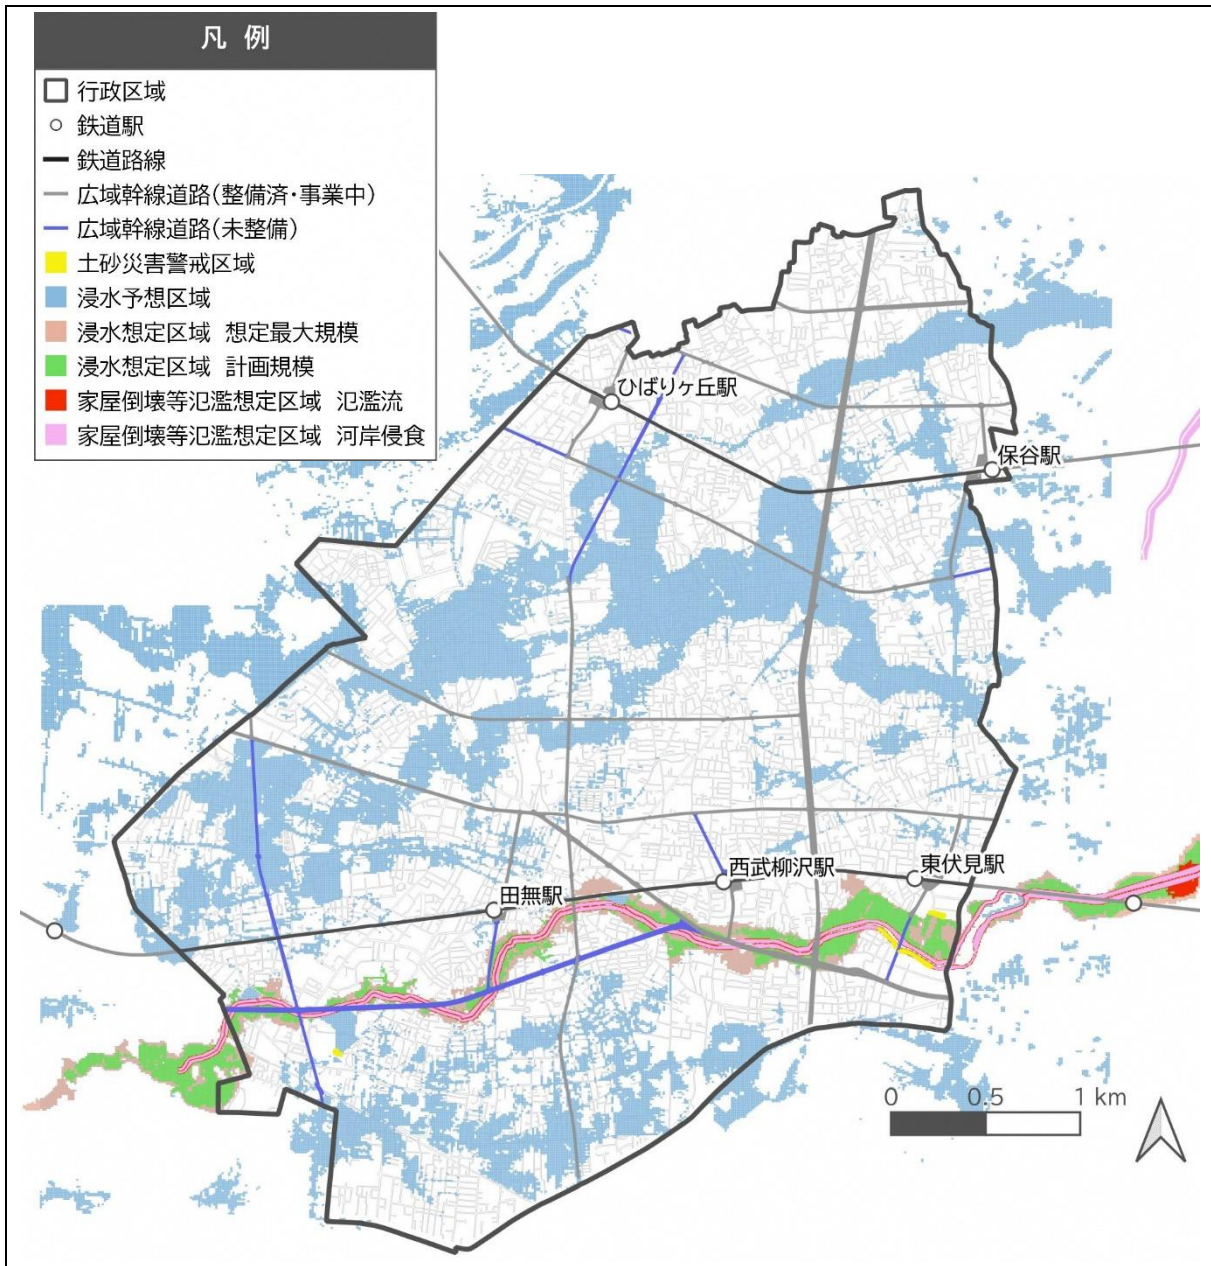 凡 例
行政区域
鉄道駅
鉄道路線
広域幹線道路(整備済・事業中)
広域幹線道路(未整備)
土砂災害警戒区域
浸水予想区域
浸水想定区域 想定最大規模
浸水想定区域 計画規模
家屋倒壊等氾濫想定区域 氾濫流
家屋倒壊等氾濫想定区域 河岸侵食
ひばりヶ丘駅
保谷駅
西武柳沢駅
東伏見駅
田無駅
0 0.5 1 km